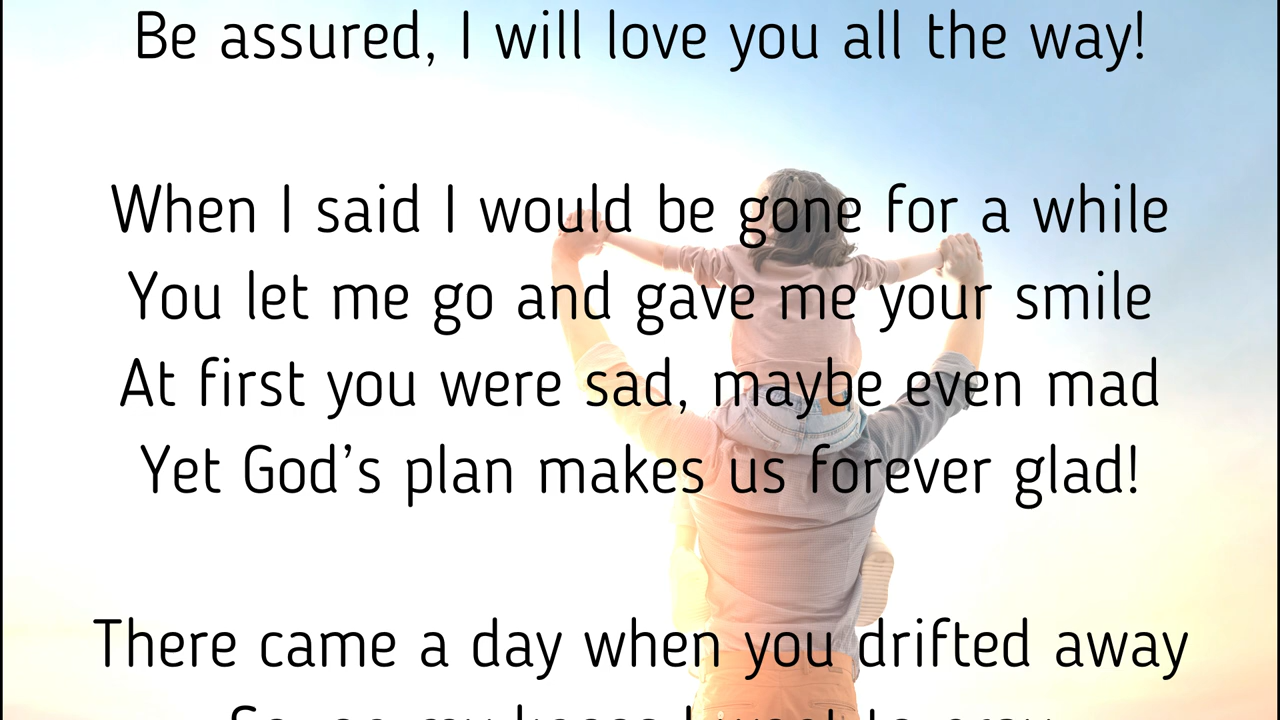 Be assured, I will love you all the way!
When I said I would be gone for a while
You let me go and gave me your smile
At first you were sad, maybe even mad
Yet God's plan makes us forever glad!
There came a day when you drifted away